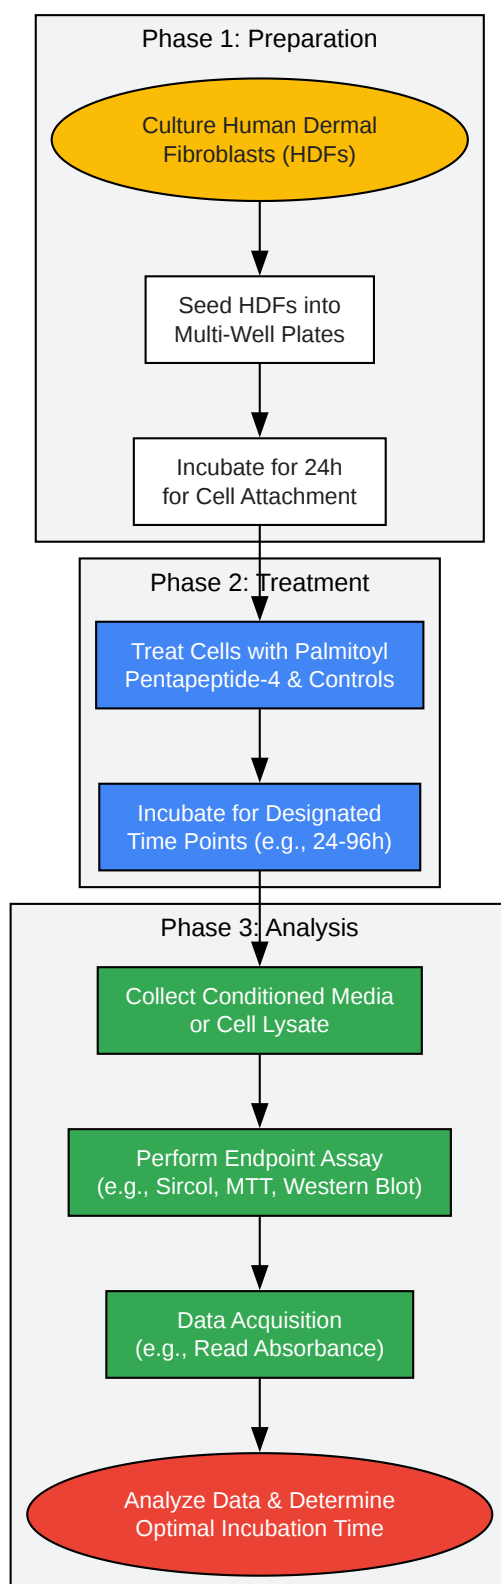 Phase 1: Preparation
Culture Human Dermal
Fibroblasts (HDFs)
Seed HDFs into
Multi-Well Plates
Incubate for 24h
for Cell Attachment
Phase 2: Treatment
Treat Cells with Palmitoyl
Pentapeptide-4 & Controls
Incubate for Designated
Time Points (e.g., 24-96h)
Phase 3: Analysis
Collect Conditioned Media
or Cell Lysate
Perform Endpoint Assay
(e.g., Sircol, MTT, Western Blot)
Data Acquisition
(e.g., Read Absorbance)
Analyze Data & Determine
Optimal Incubation Time